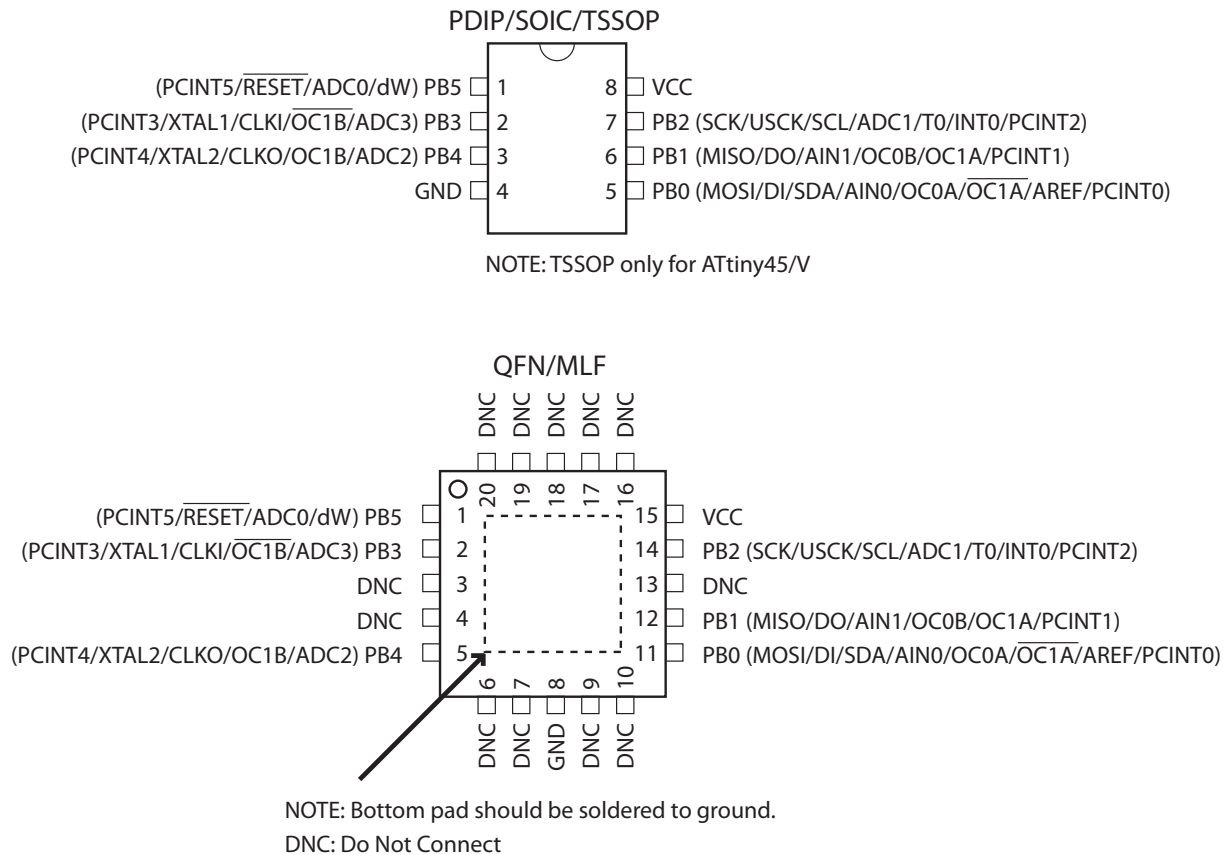 PDIP/SOIC/TSSOP
(PCINT5/RESET/ADC0/dW) PB5 1 8 VCC
(PCINT3/XTAL1/CLKI/OC1B/ADC3) PB3 2 7 PB2 (SCK/USCK/SCL/ADC1/T0/INT0/PCINT2)
(PCINT4/XTAL2/CLKO/OC1B/ADC2) PB4 3 6 PB1 (MISO/DO/AIN1/OC0B/OC1A/PCINT1)
GND 4 5 PB0 (MOSI/DI/SDA/AIN0/OC0A/OC1A/AREF/PCINT0)
NOTE: TSSOP only for ATtiny45/V
QFN/MLF
DNC DNC DNC DNC DNC
20 19 18 17 16
(PCINT5/RESET/ADC0/dW) PB5 1 15 VCC
(PCINT3/XTAL1/CLKI/OC1B/ADC3) PB3 2 14 PB2 (SCK/USCK/SCL/ADC1/T0/INT0/PCINT2)
DNC 3 13 DNC
DNC 4 12 PB1 (MISO/DO/AIN1/OC0B/OC1A/PCINT1)
(PCINT4/XTAL2/CLKO/OC1B/ADC2) PB4 5 11 PB0 (MOSI/DI/SDA/AIN0/OC0A/OC1A/AREF/PCINT0)
6 7 8 9 10
DNC DNC GND DNC DNC
NOTE: Bottom pad should be soldered to ground.
DNC: Do Not Connect